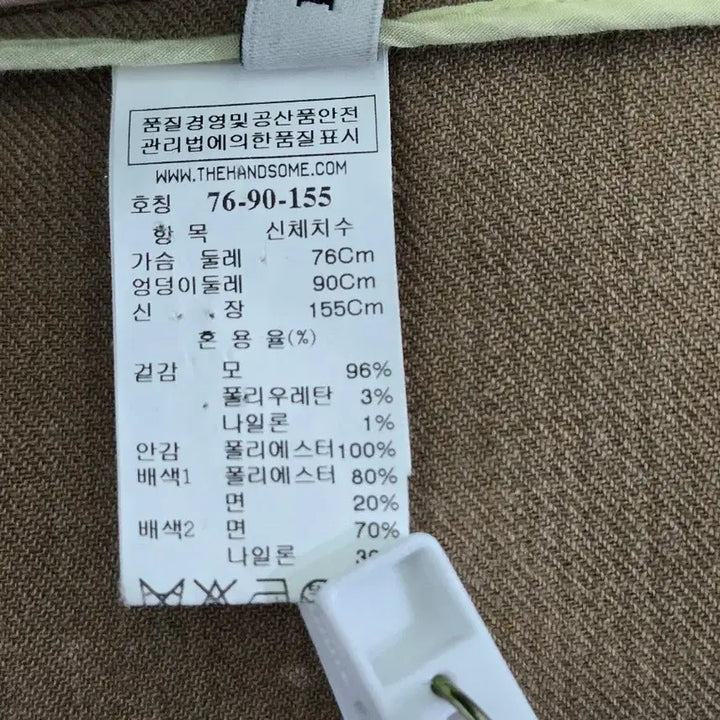 품질경영및공산품안전
관리법에의한품질표시
WWW.THEHANDSOME.COM
호칭 76-90-155
항 목 신체치수
가슴 둘레 76Cm
엉덩이둘레 90Cm
신 장 155Cm
혼 용 율(%)
겉감 모 96%
폴리우레탄 3%
나일론 1%
안감 폴리에스터 100%
배색1 폴리에스터 80%
면 20%
배색2 면 70%
나일론